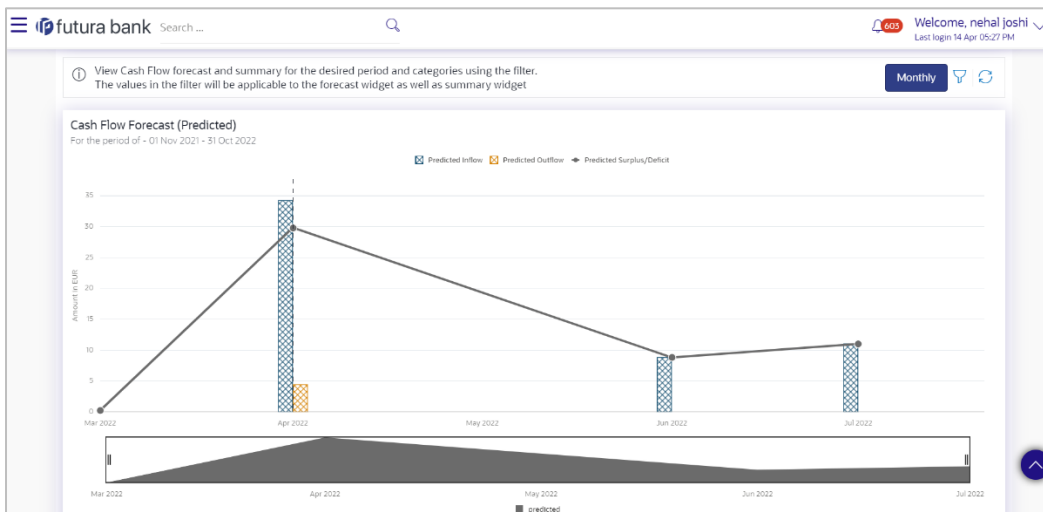 futura bank
Search ...
603
Welcome, nehal joshi
Last login 14 Apr 05:27 PM
View Cash Flow forecast and summary for the desired period and categories using the filter.
The values in the filter will be applicable to the forecast widget as well as summary widget
Monthly
Cash Flow Forecast (Predicted)
For the period of - 01 Nov 2021 - 31 Oct 2022
Predicted Inflow Predicted Outflow Predicted Surplus/Deficit
Amount in EUR
35
30
25
20
15
10
5
0
Mar 2022 Apr 2022 May 2022 Jun 2022 Jul 2022
Mar 2022 Apr 2022 May 2022 Jun 2022 Jul 2022
predicted